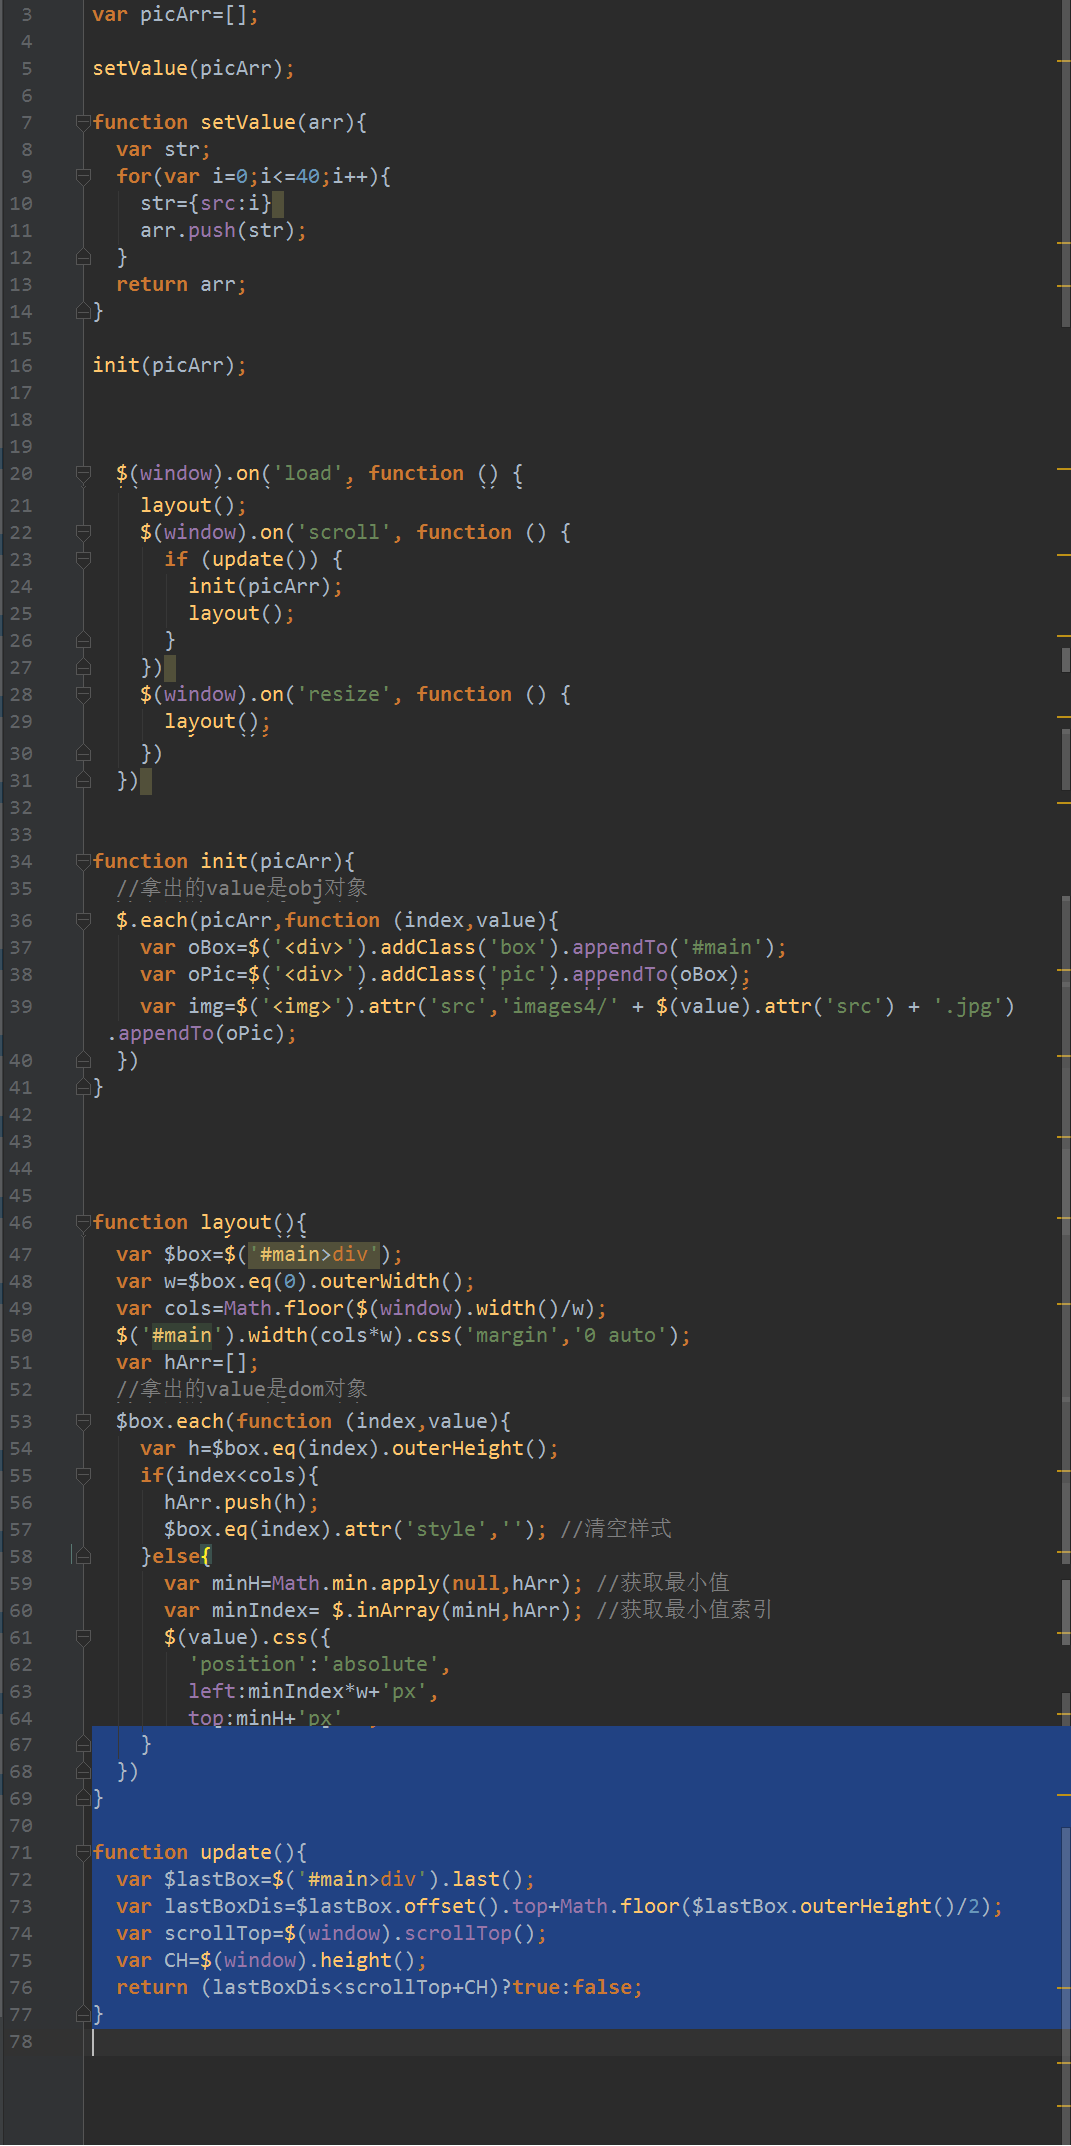 3 var picArr=[];
4
5 setValue(picArr);
6
7 function setValue(arr){
8 var str;
9 for(var i=0;i<=40;i++){
10 str={src:i}
11 arr.push(str);
12 }
13 return arr;
14 }
15
16 init(picArr);
17
18
19
20 $(window).on('load', function () {
21 layout();
22 $(window).on('scroll', function () {
23 if (update()) {
24 init(picArr);
25 layout();
26 }
27 })
28 $(window).on('resize', function () {
29 layout();
30 })
31 })
32
33
34 function init(picArr){
35 //拿出的value是obj对象
36 $.each(picArr,function (index,value){
37 var oBox=$('<div>').addClass('box').appendTo('#main');
38 var oPic=$('<div>').addClass('pic').appendTo(oBox);
39 var img=$('<img>').attr('src','images4/' + $(value).attr('src') + '.jpg')
.appendTo(oPic);
40 })
41 }
42
43
44
45
46 function layout(){
47 var $box=$('#main>div');
48 var w=$box.eq(0).outerWidth();
49 var cols=Math.floor($(window).width()/w);
50 $('#main').width(cols*w).css('margin','0 auto');
51 var hArr=[];
52 //拿出的value是dom对象
53 $box.each(function (index,value){
54 var h=$box.eq(index).outerHeight();
55 if(index<cols){
56 hArr.push(h);
57 $box.eq(index).attr('style',''); //清空样式
58 }else{
59 var minH=Math.min.apply(null,hArr); //获取最小值
60 var minIndex= $.inArray(minH,hArr); //获取最小值索引
61 $(value).css({
62 'position':'absolute',
63 left:minIndex*w+'px',
64 top:minH+'px'
67 }
68 })
69 }
70
71 function update(){
72 var $lastBox=$('#main>div').last();
73 var lastBoxDis=$lastBox.offset().top+Math.floor($lastBox.outerHeight()/2);
74 var scrollTop=$(window).scrollTop();
75 var CH=$(window).height();
76 return (lastBoxDis<scrollTop+CH)?true:false;
77 }
78